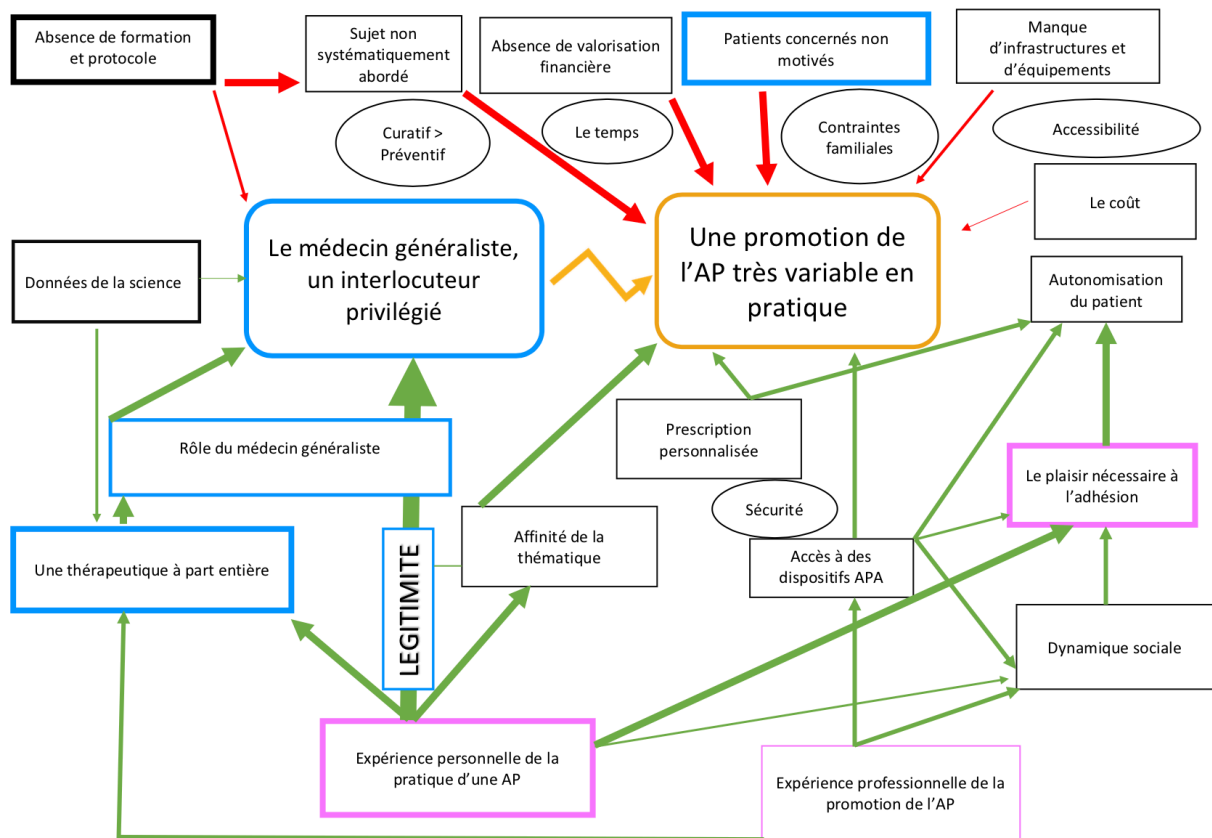 Absence de formation
et protocole
Sujet non
systématiquement
abordé
Absence de valorisation
financière
Patients concernés non
motivés
Manque
d’infrastructures et
d’équipements
Curatif >
Préventif
Le temps
Contraintes
familiales
Accessibilité
Le coût
Le médecin généraliste,
un interlocuteur
privilégié
Une promotion de
l’AP très variable en
pratique
Données de la science
Autonomisation
du patient
Rôle du médecin généraliste
Prescription
personnalisée
Le plaisir nécessaire à
l’adhésion
Sécurité
Une thérapeutique à part entière
LEGITIMITE
Affinité de la
thématique
Accès à des
dispositifs APA
Dynamique sociale
Expérience personnelle de la
pratique d’une AP
Expérience professionnelle de la
promotion de l’AP